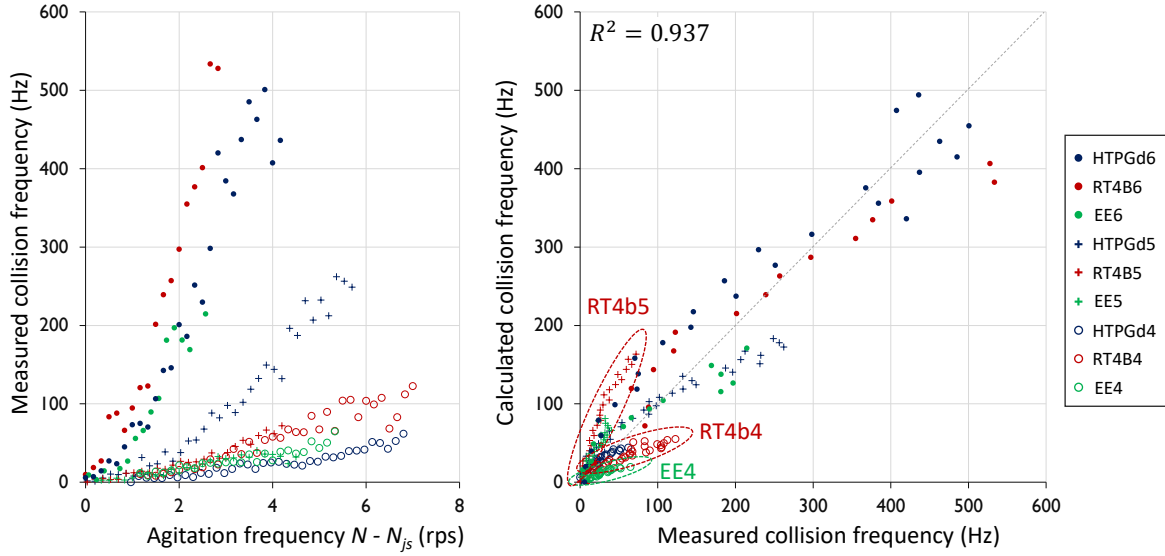 Measured collision frequency (Hz)
600
500
400
300
200
100
0
0 2 4 6 8
Agitation frequency N - Njs (rps)
Calculated collision frequency (Hz)
600
500
400
300
200
100
0
R² = 0.937
RT4b5
RT4b4
EE4
0 100 200 300 400 500 600
Measured collision frequency (Hz)
HTPGd6
RT4B6
EE6
HTPGd5
RT4B5
EE5
HTPGd4
RT4B4
EE4